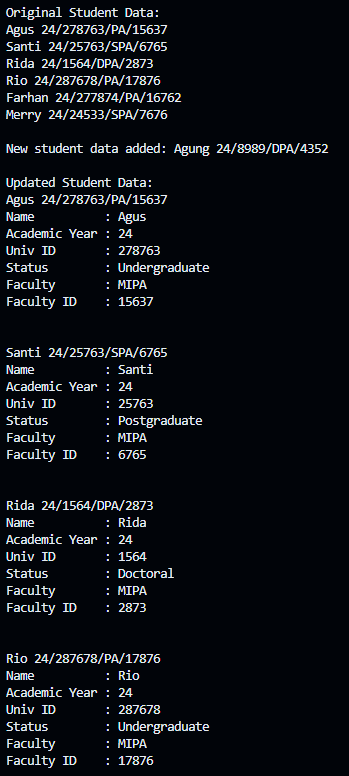 Original Student Data:
Agus 24/278763/PA/15637
Santi 24/25763/SPA/6765
Rida 24/1564/DPA/2873
Rio 24/287678/PA/17876
Farhan 24/277874/PA/16762
Merry 24/24533/SPA/7676
New student data added: Agung 24/8989/DPA/4352
Updated Student Data:
Agus 24/278763/PA/15637
Name          : Agus
Academic Year : 24
Univ ID       : 278763
Status        : Undergraduate
Faculty       : MIPA
Faculty ID    : 15637
Santi 24/25763/SPA/6765
Name          : Santi
Academic Year : 24
Univ ID       : 25763
Status        : Postgraduate
Faculty       : MIPA
Faculty ID    : 6765
Rida 24/1564/DPA/2873
Name          : Rida
Academic Year : 24
Univ ID       : 1564
Status        : Doctoral
Faculty       : MIPA
Faculty ID    : 2873
Rio 24/287678/PA/17876
Name          : Rio
Academic Year : 24
Univ ID       : 287678
Status        : Undergraduate
Faculty       : MIPA
Faculty ID    : 17876